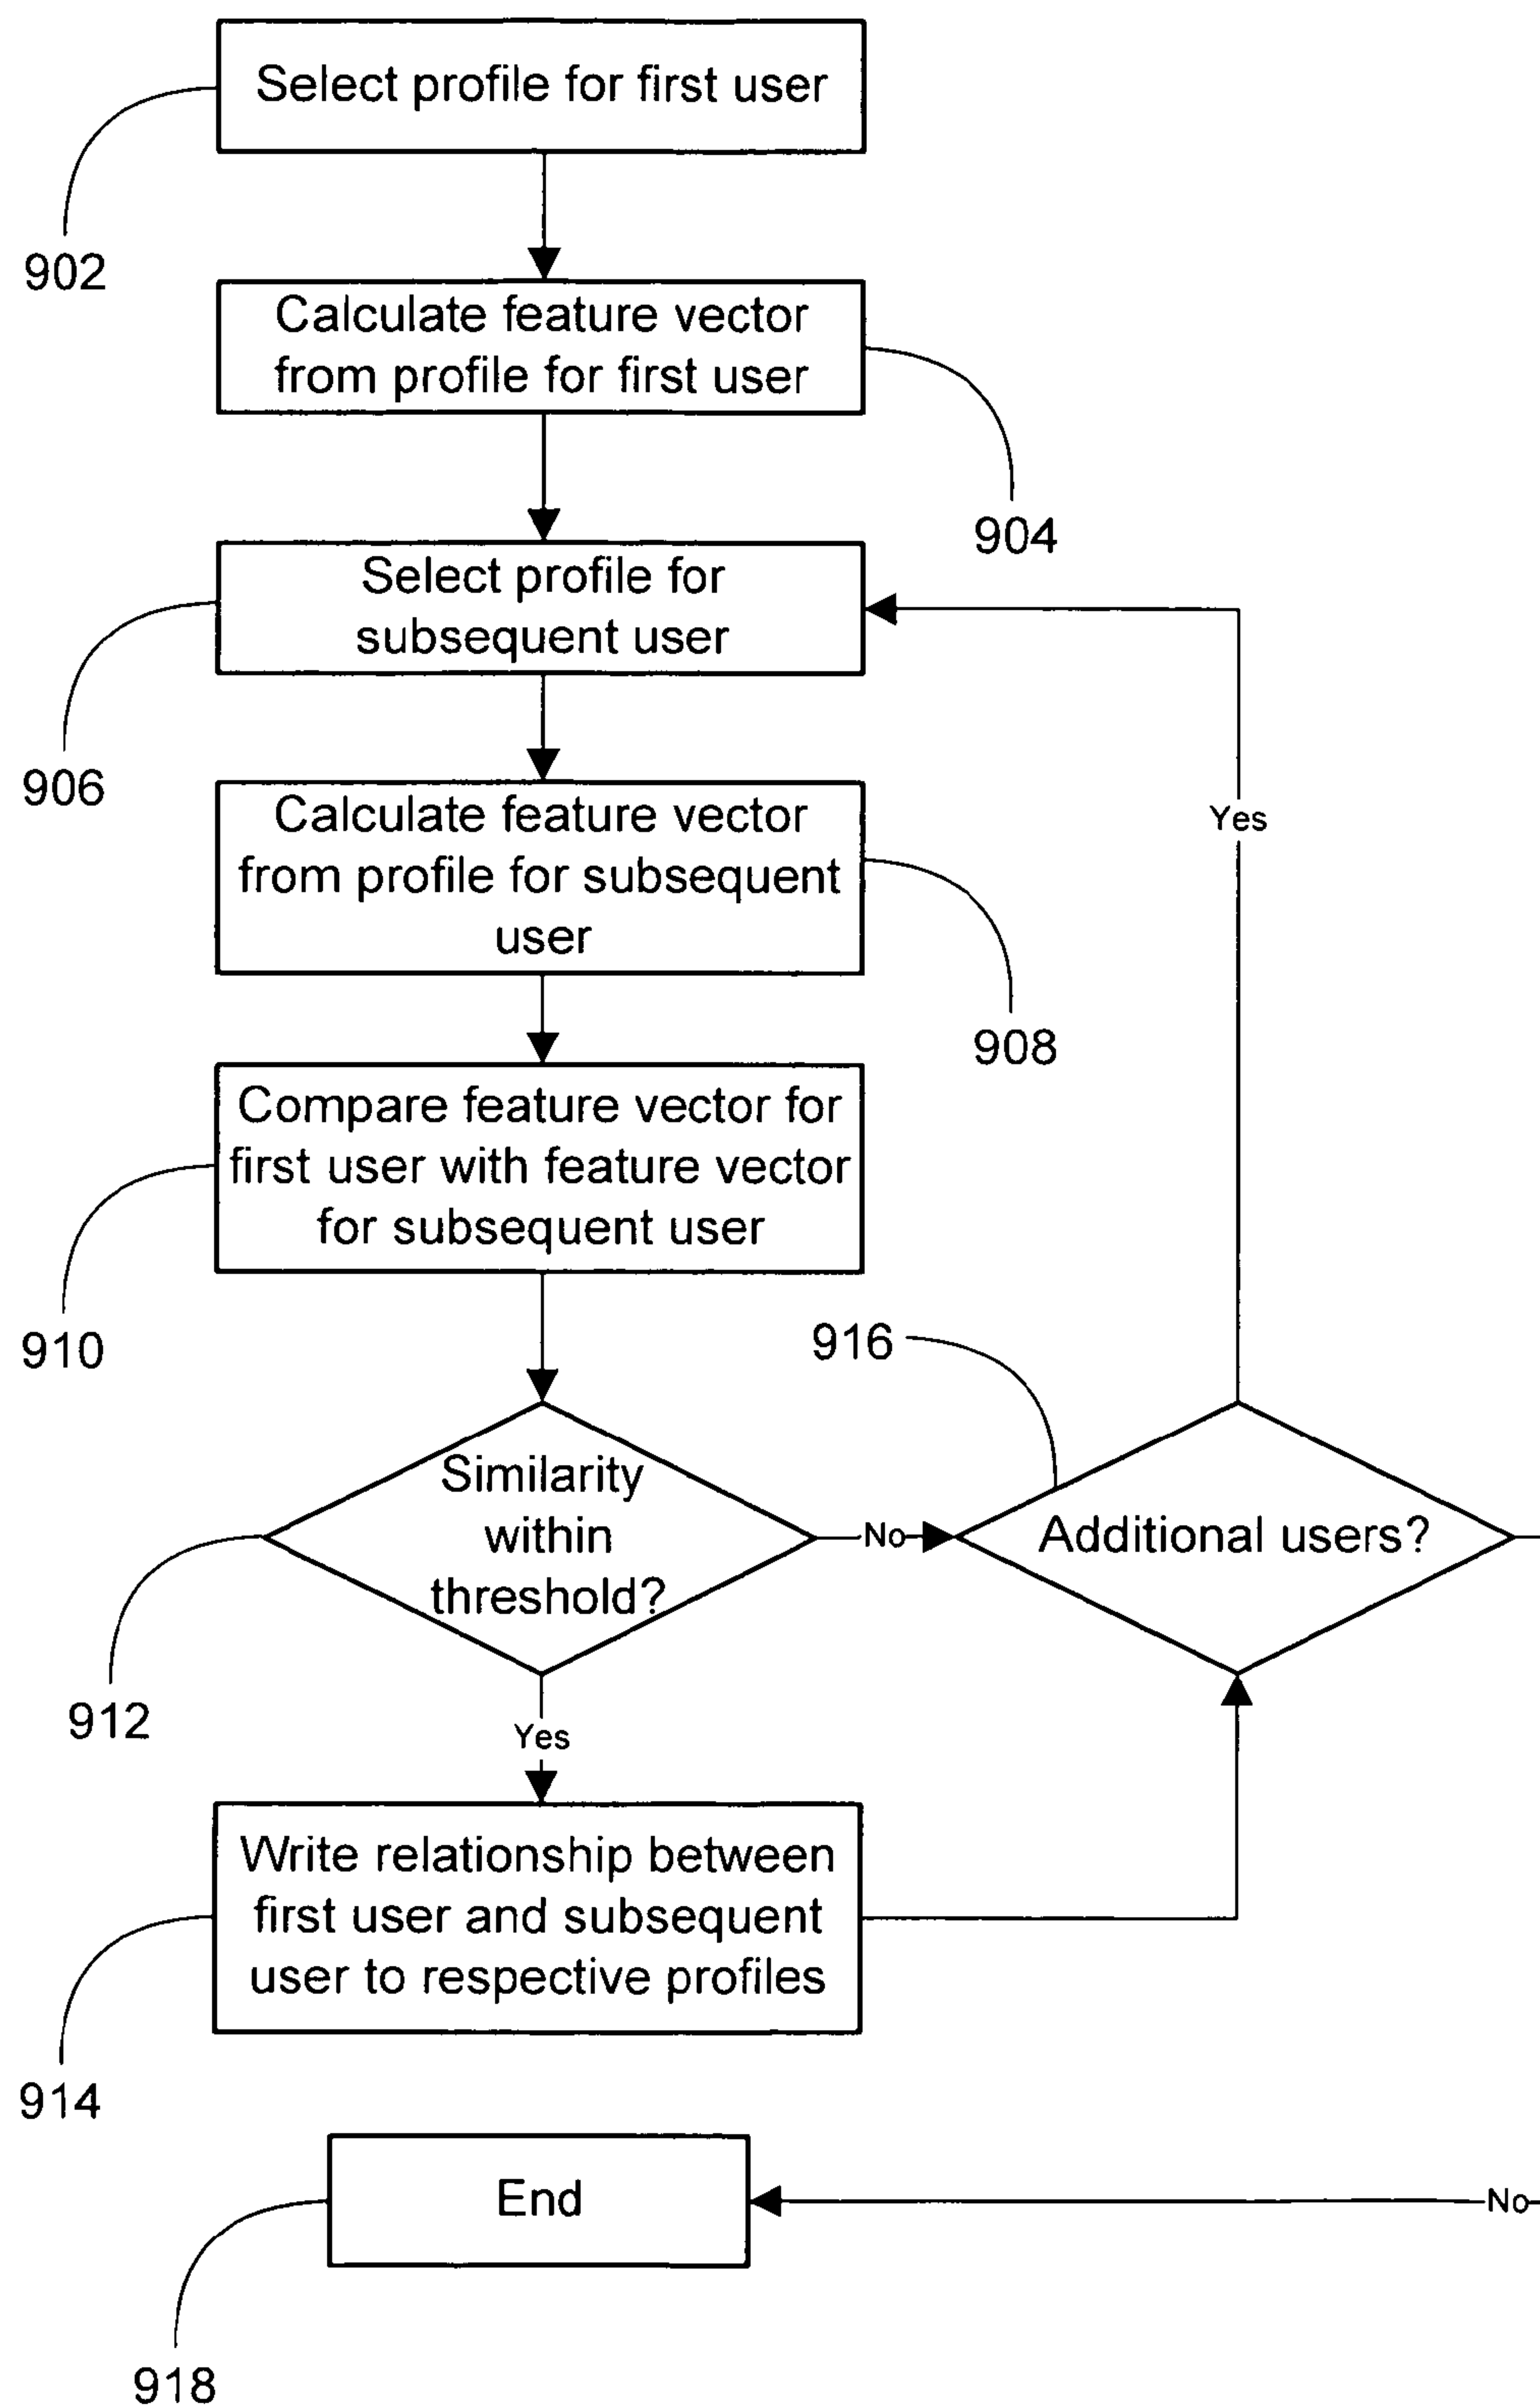 Select profile for first user
902
Calculate feature vector
from profile for first user
904
Select profile for
subsequent user
906
Yes
Calculate feature vector
from profile for subsequent
user
908
Compare feature vector for
first user with feature vector
for subsequent user
910
916
Similarity
within
threshold?
No
Additional users?
912
Yes
Write relationship between
first user and subsequent
user to respective profiles
914
End
No
918